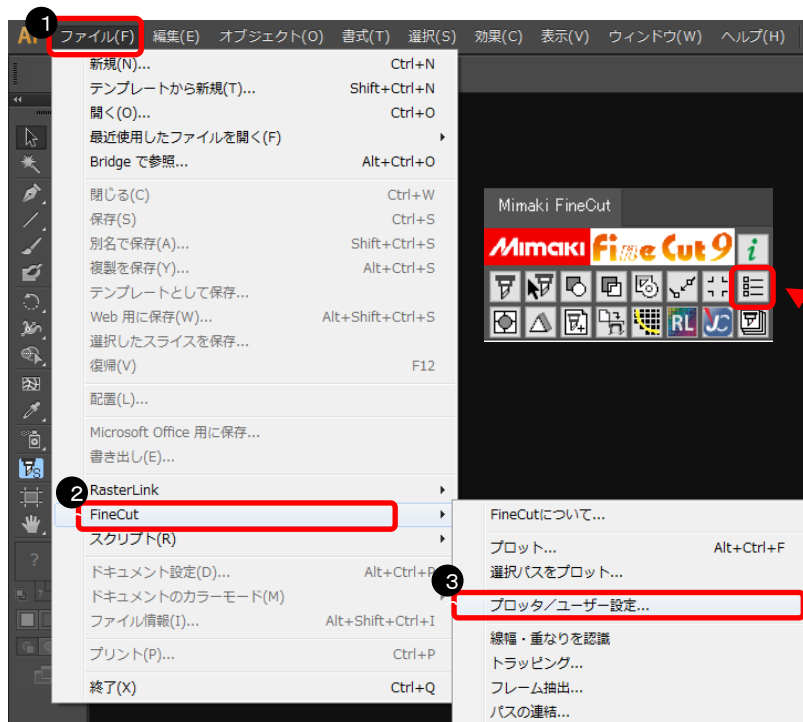 1
Ai
ファイル(F) 編集(E) オブジェクト(O) 書式(T) 選択(S) 効果(C) 表示(V) ウィンドウ(W) ヘルプ(H)
新規(N)... Ctrl+N
テンプレートから新規(T)... Shift+Ctrl+N
開く(O)... Ctrl+O
最近使用したファイルを開く(F)
Bridge で参照... Alt+Ctrl+O
閉じる(C) Ctrl+W
保存(S) Ctrl+S
別名で保存(A)... Shift+Ctrl+S
複製を保存(Y)... Alt+Ctrl+S
テンプレートとして保存...
Web 用に保存(W)... Alt+Shift+Ctrl+S
選択したスライスを保存...
復帰(V) F12
配置(L)...
Microsoft Office 用に保存...
書き出し(E)...
RasterLink
2
FineCut
スクリプト(R)
ドキュメント設定(D)... Alt+Ctrl+P
ドキュメントのカラーモード(M)
ファイル情報(I)... Alt+Shift+Ctrl+I
プリント(P)... Ctrl+P
終了(X) Ctrl+Q
Mimaki FineCut
Mimaki Fine Cut 9 i
RL
FineCutについて...
プロット... Alt+Ctrl+F
選択パスをプロット...
3
プロッタ／ユーザー設定...
線幅・重なりを認識
トラッピング...
フレーム抽出...
パスの連結...